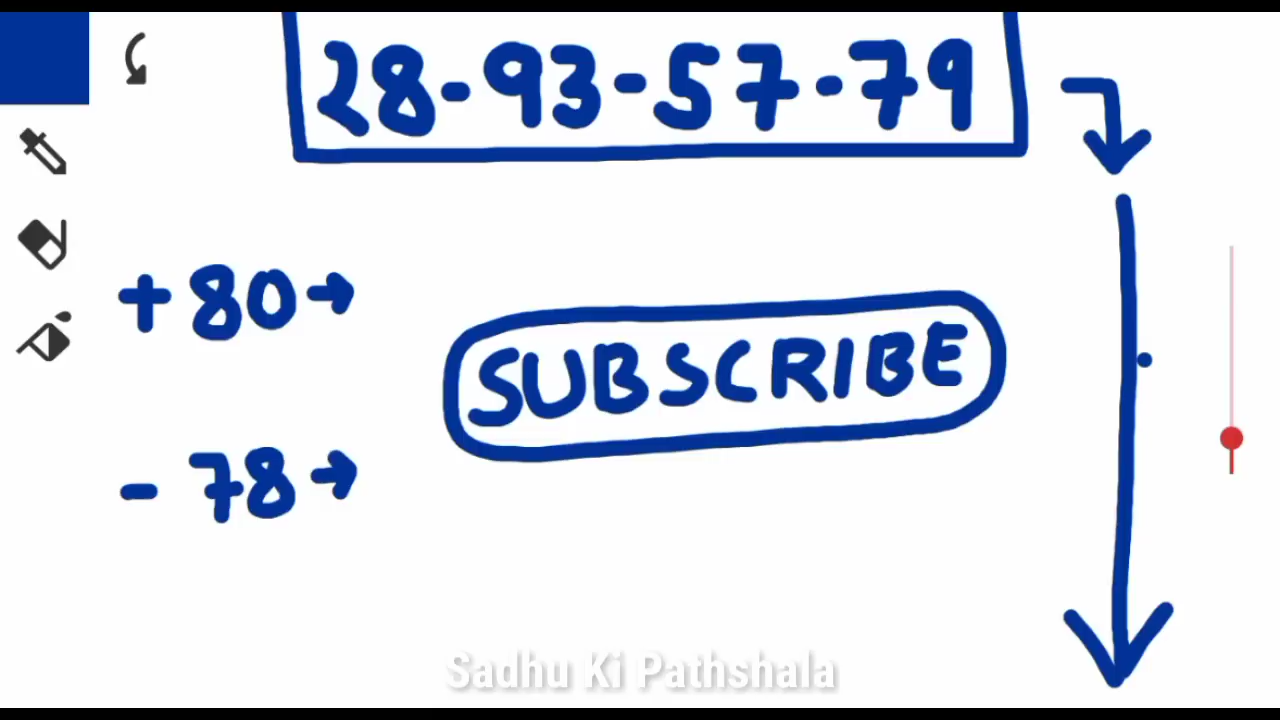 28-93-57-79
+80→
SUBSCRIBE
-78→
Sadhu Ki Pathshala